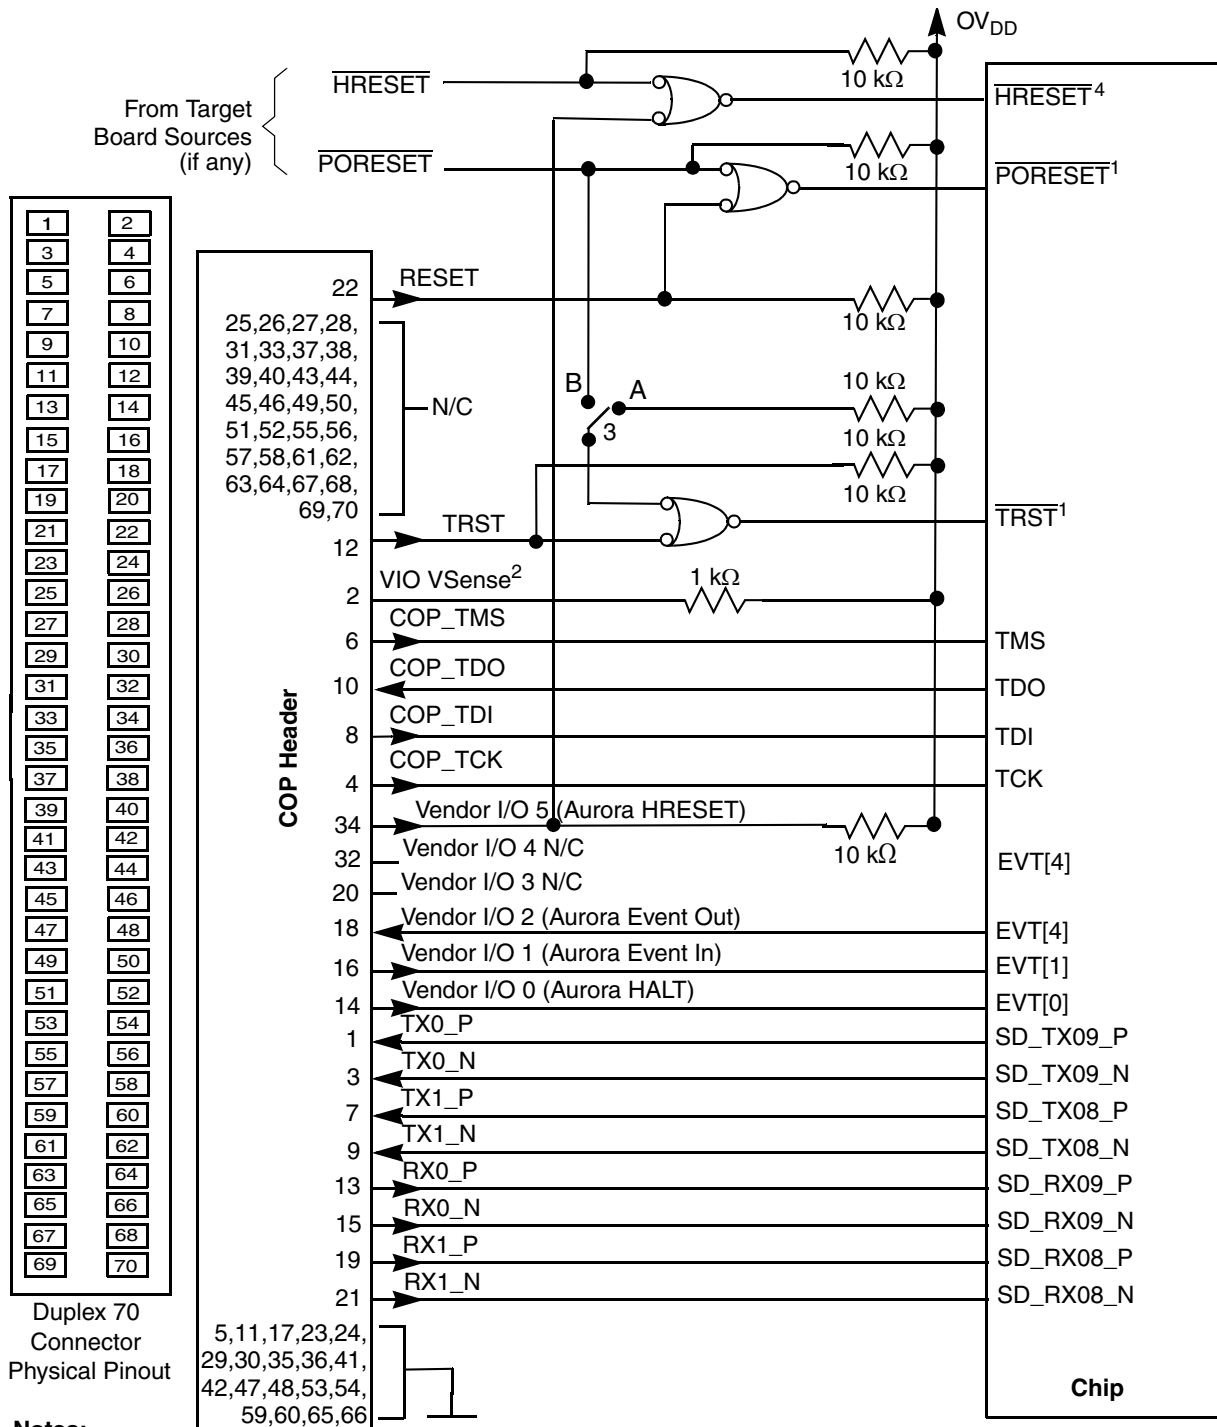 OVDD
HRESET
10 kΩ
HRESET4
From Target
Board Sources
(if any)
PORESET
10 kΩ
PORESET1
1 2
3 4
5 6
7 8
9 10
11 12
13 14
15 16
17 18
19 20
21 22
23 24
25 26
27 28
29 30
31 32
33 34
35 36
37 38
39 40
41 42
43 44
45 46
47 48
49 50
51 52
53 54
55 56
57 58
59 60
61 62
63 64
65 66
67 68
69 70
Duplex 70
Connector
Physical Pinout
Notes:
COP Header
22 RESET
10 kΩ
25,26,27,28,
31,33,37,38,
39,40,43,44,
45,46,49,50,
51,52,55,56,
57,58,61,62,
63,64,67,68,
69,70
N/C
B A
3
10 kΩ
10 kΩ
10 kΩ
12 TRST
TRST1
2 VIO VSense2
1 kΩ
6 COP_TMS TMS
10 COP_TDO TDO
8 COP_TDI TDI
4 COP_TCK TCK
34 Vendor I/O 5 (Aurora HRESET)
10 kΩ
32 Vendor I/O 4 N/C EVT[4]
20 Vendor I/O 3 N/C
18 Vendor I/O 2 (Aurora Event Out) EVT[4]
16 Vendor I/O 1 (Aurora Event In) EVT[1]
14 Vendor I/O 0 (Aurora HALT) EVT[0]
1 TX0_P SD_TX09_P
3 TX0_N SD_TX09_N
7 TX1_P SD_TX08_P
9 TX1_N SD_TX08_N
13 RX0_P SD_RX09_P
15 RX0_N SD_RX09_N
19 RX1_P SD_RX08_P
21 RX1_N SD_RX08_N
5,11,17,23,24,
29,30,35,36,41,
42,47,48,53,54,
59,60,65,66
Chip